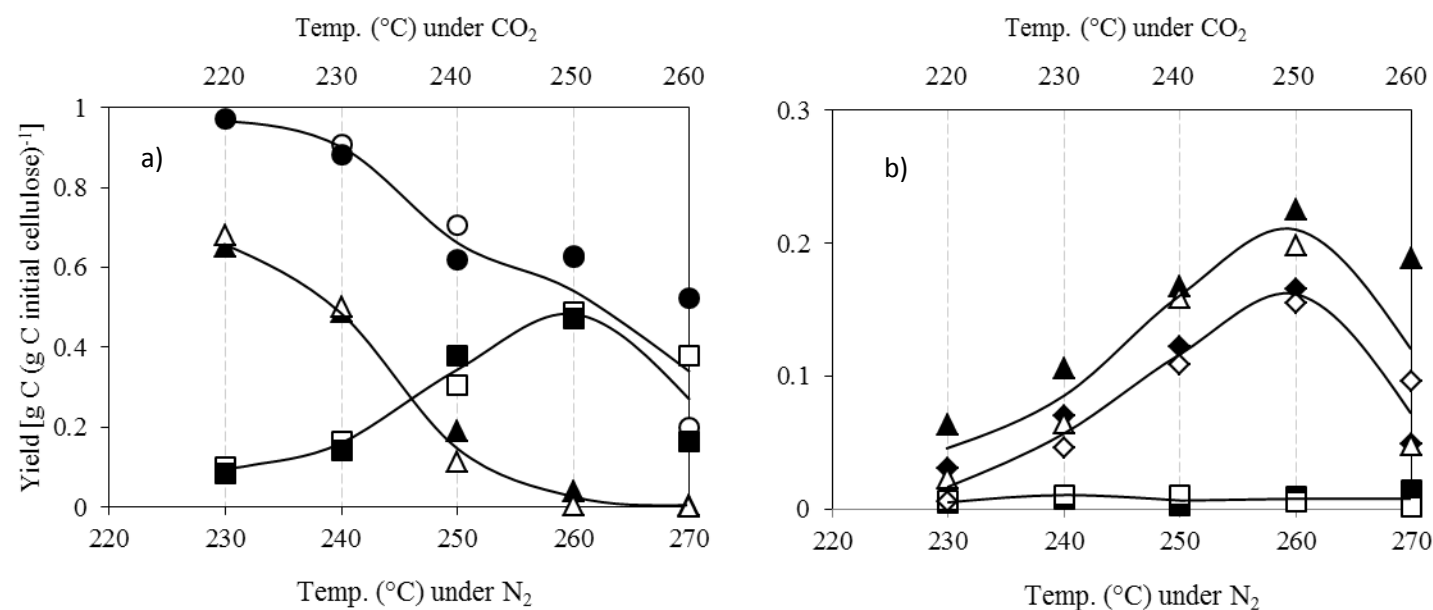 Temp. (°C) under CO₂
220 230 240 250 260
1
0.8
0.6
0.4
0.2
0
Yield [g C (g C initial cellulose)⁻¹]
a)
220 230 240 250 260 270
Temp. (°C) under N₂
Temp. (°C) under CO₂
220 230 240 250 260
0.3
0.2
0.1
0
b)
220 230 240 250 260 270
Temp. (°C) under N₂